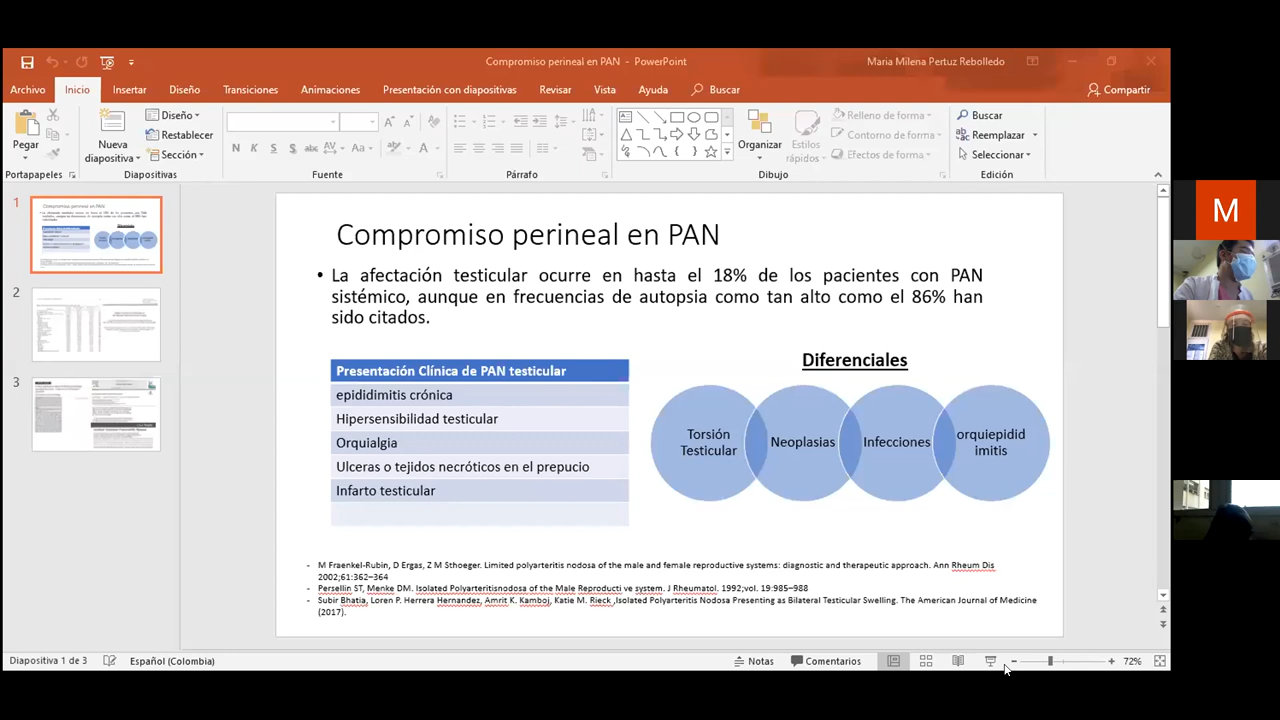 Compromiso perineal en PAN - PowerPoint
Maria Milena Pertuz Rebolledo
Archivo Inicio Insertar Diseño Transiciones Animaciones Presentación con diapositivas Revisar Vista Ayuda Buscar Compartir
Pegar
Nueva diapositiva
Diseño
Restablecer
Sección
N K S S abc AV Aa A
Organizar
Estilos rápidos
Relleno de forma
Contorno de forma
Efectos de forma
Buscar
Reemplazar
Seleccionar
Portapapeles Diapositivas Fuente Párrafo Dibujo Edición
1
2
3
Compromiso perineal en PAN
• La afectación testicular ocurre en hasta el 18% de los pacientes con PAN
sistémico, aunque en frecuencias de autopsia como tan alto como el 86% han
sido citados.
Presentación Clínica de PAN testicular
epididimitis crónica
Hipersensibilidad testicular
Orquialgia
Ulceras o tejidos necróticos en el prepucio
Infarto testicular
Diferenciales
Torsión
Testicular
Neoplasias
Infecciones
orquiepidid
imitis
- M Fraenkel-Rubin, D Ergas, Z M Sthoeger. Limited polyarteritis nodosa of the male and female reproductive systems: diagnostic and therapeutic approach. Ann Rheum Dis
2002;61:362–364
- Persellin ST, Menke DM. Isolated Polyarteritisnodosa of the Male Reproducti ve system. J Rheumatol. 1992;vol. 19:985–988
- Subir Bhatia, Loren P. Herrera Hernandez, Amrit K. Kamboj, Katie M. Rieck ,Isolated Polyarteritis Nodosa Presenting as Bilateral Testicular Swelling. The American Journal of Medicine
(2017).
M
Diapositiva 1 de 3 Español (Colombia) Notas Comentarios 72%